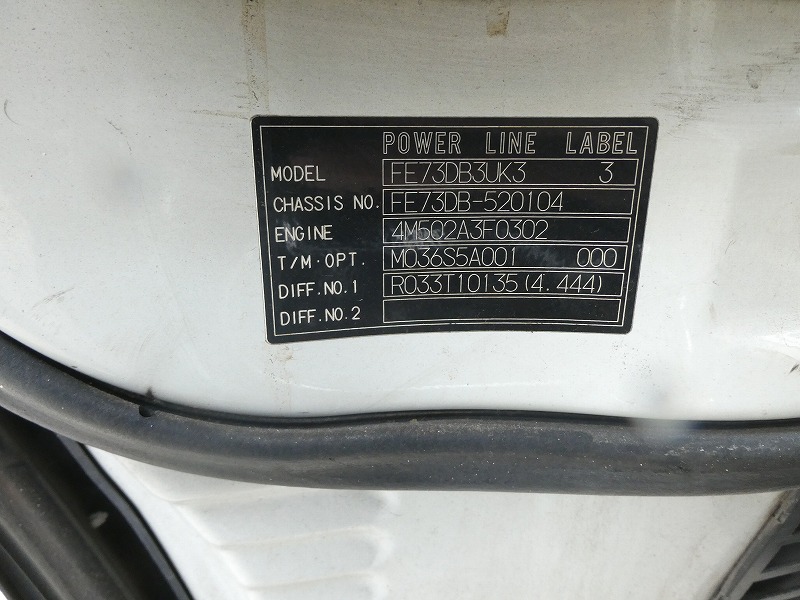 POWER LINE LABEL
MODEL FE73DB3UK3 3
CHASSIS NO. FE73DB-520104
ENGINE 4M502A3F0302
T/M·OPT. M036S5A001 000
DIFF.NO.1 R033T10135(4.444)
DIFF.NO.2